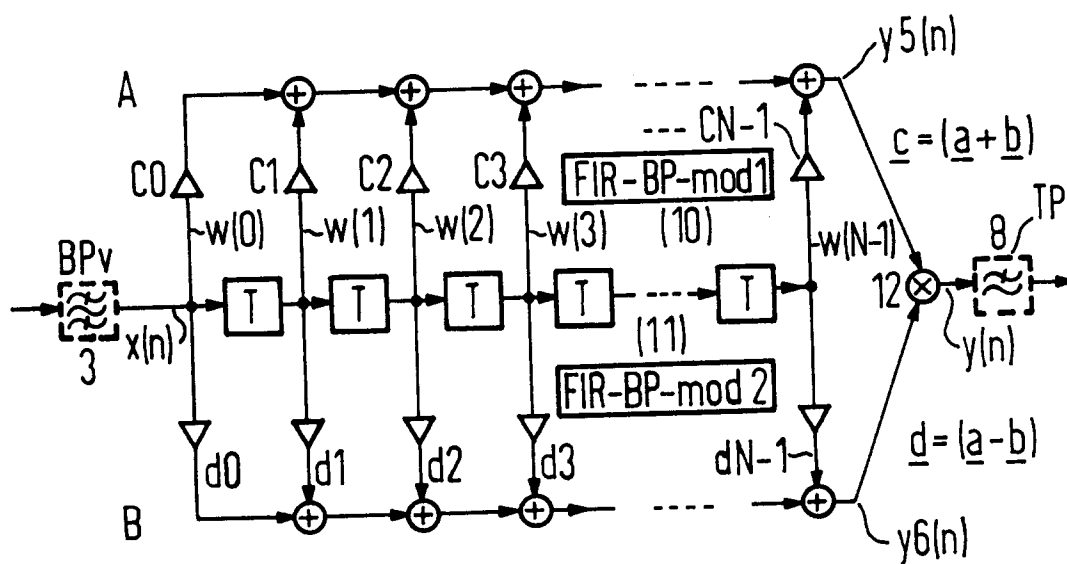 A
y5(n)
CN-1
c = (a + b)
C0
C1
C2
C3
FIR-BP-mod1
(10)
TP
w(0)
w(1)
w(2)
w(3)
w(N-1)
8
BPv
12
T
T
T
T
T
x(n)
3
(11)
y(n)
FIR-BP-mod 2
d0
d1
d2
d3
dN-1
d = (a - b)
B
y6(n)